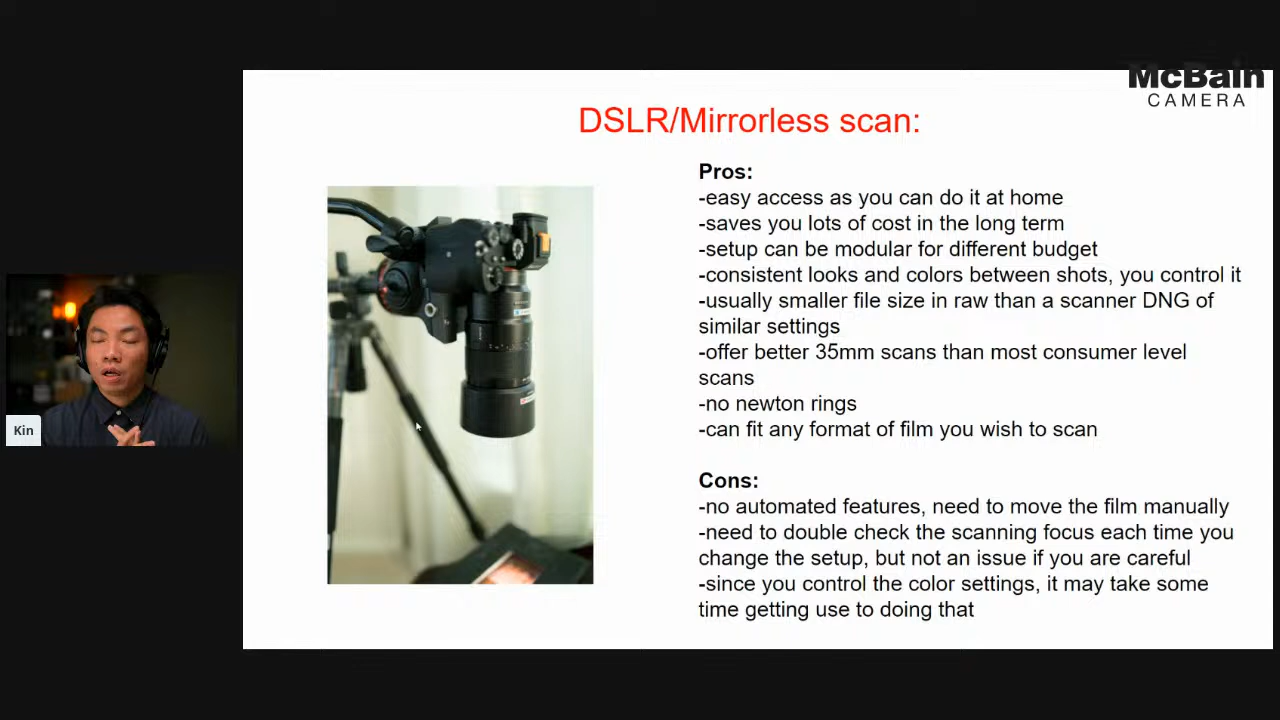 McBain
CAMERA
DSLR/Mirrorless scan:
Pros:
-easy access as you can do it at home
-saves you lots of cost in the long term
-setup can be modular for different budget
-consistent looks and colors between shots, you control it
-usually smaller file size in raw than a scanner DNG of
similar settings
-offer better 35mm scans than most consumer level
scans
-no newton rings
-can fit any format of film you wish to scan
Cons:
-no automated features, need to move the film manually
-need to double check the scanning focus each time you
change the setup, but not an issue if you are careful
-since you control the color settings, it may take some
time getting use to doing that
Kin